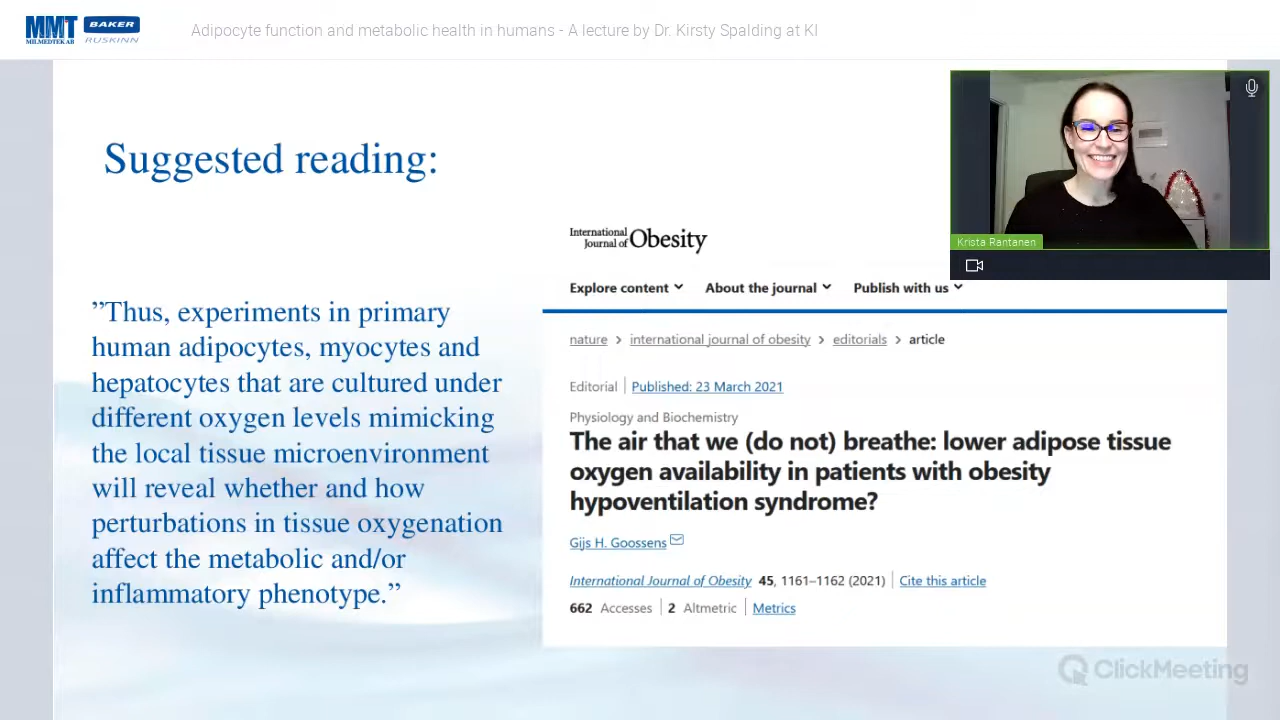 MMT
MILMEDTEK AB
BAKER
RUSKINN
Adipocyte function and metabolic health in humans - A lecture by Dr. Kirsty Spalding at KI
Suggested reading:
”Thus, experiments in primary
human adipocytes, myocytes and
hepatocytes that are cultured under
different oxygen levels mimicking
the local tissue microenvironment
will reveal whether and how
perturbations in tissue oxygenation
affect the metabolic and/or
inflammatory phenotype.”
Krista Rantanen
International
Journal of Obesity
Explore content About the journal Publish with us
nature > international journal of obesity > editorials > article
Editorial | Published: 23 March 2021
Physiology and Biochemistry
The air that we (do not) breathe: lower adipose tissue
oxygen availability in patients with obesity
hypoventilation syndrome?
Gijs H. Goossens
International Journal of Obesity 45, 1161–1162 (2021) | Cite this article
662 Accesses | 2 Altmetric | Metrics
ClickMeeting